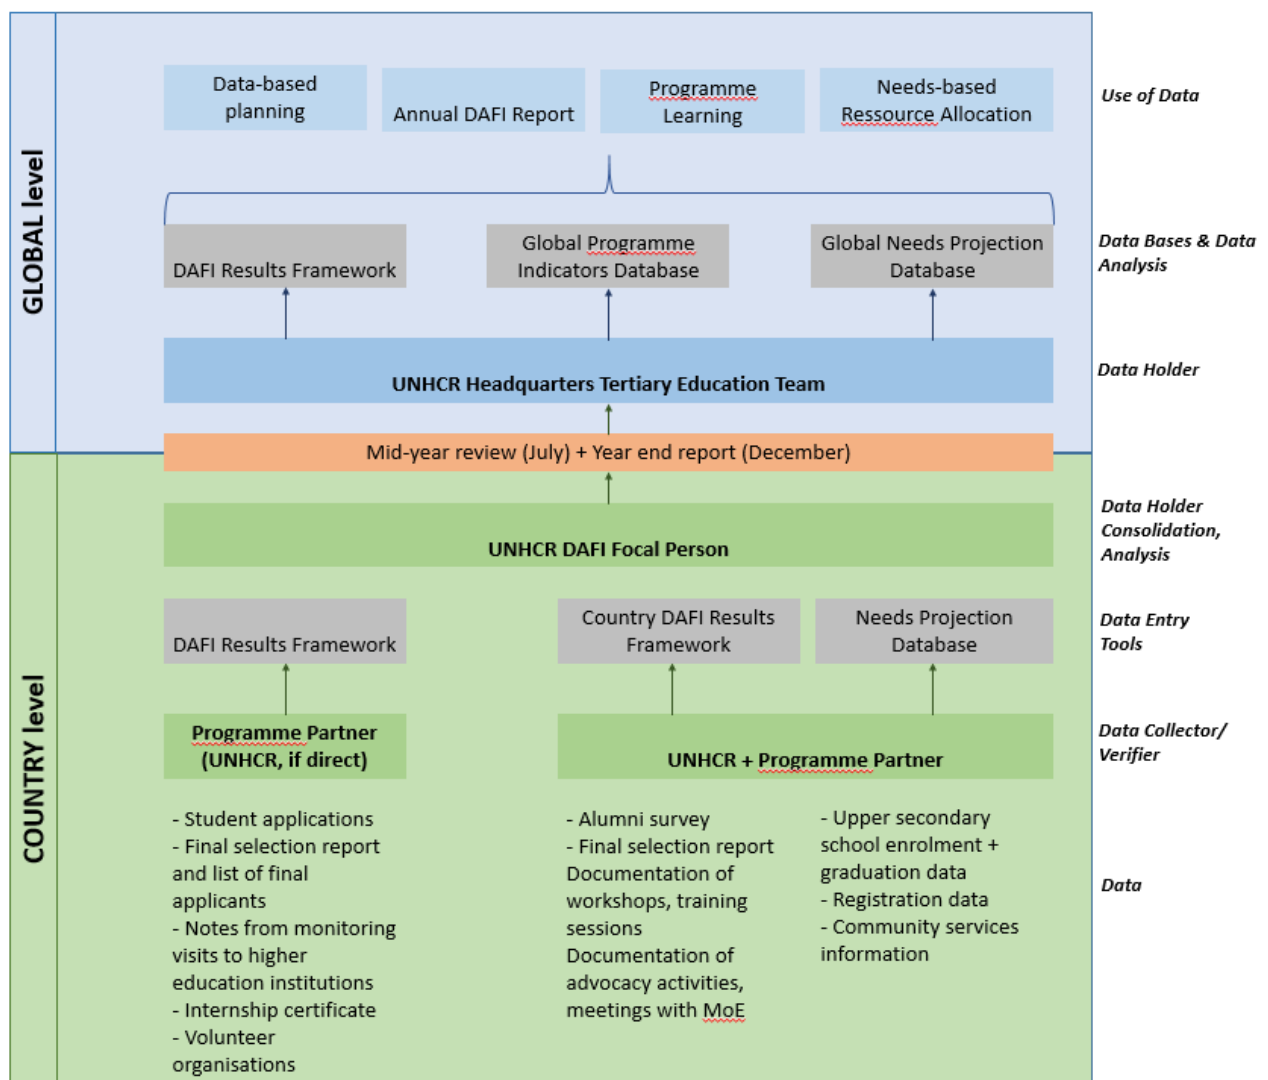 GLOBAL level
Data-based
planning
Annual DAFI Report
Programme
Learning
Needs-based
Ressource Allocation
Use of Data
DAFI Results Framework
Global Programme
Indicators Database
Global Needs Projection
Database
Data Bases & Data
Analysis
UNHCR Headquarters Tertiary Education Team
Data Holder
Mid-year review (July) + Year end report (December)
COUNTRY level
UNHCR DAFI Focal Person
Data Holder
Consolidation,
Analysis
DAFI Results Framework
Country DAFI Results
Framework
Needs Projection
Database
Data Entry
Tools
Programme Partner
(UNHCR, if direct)
UNHCR + Programme Partner
Data Collector/
Verifier
- Student applications
- Final selection report
and list of final
applicants
- Notes from monitoring
visits to higher
education institutions
- Internship certificate
- Volunteer
organisations
- Alumni survey
- Final selection report
Documentation of
workshops, training
sessions
Documentation of
advocacy activities,
meetings with MoE
- Upper secondary
school enrolment +
graduation data
- Registration data
- Community services
information
Data